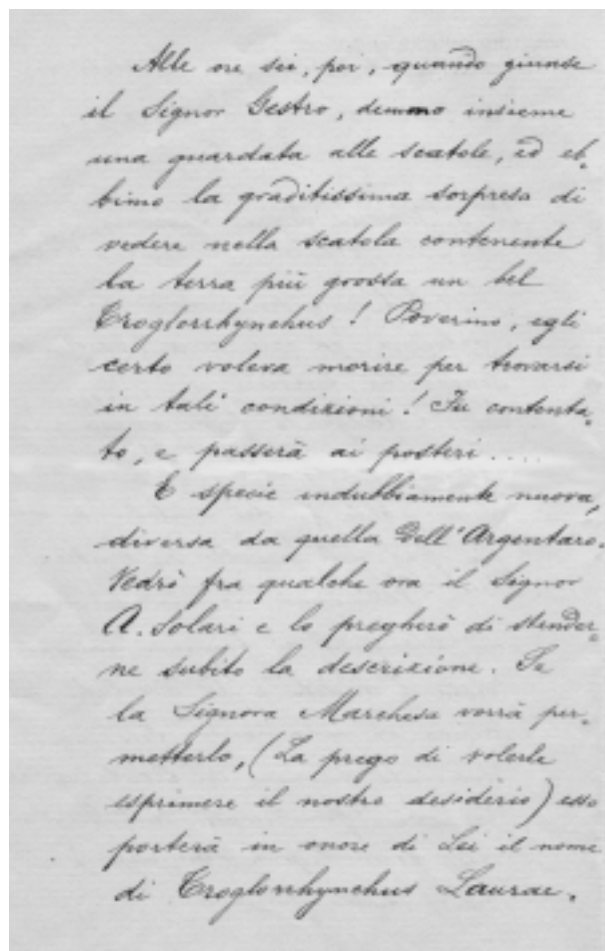 Alle ore sei, poi, quando giunse
il Signor Gestro, demmo insieme
una guardata alle scatole, ed eb-
bimo la graditissima sorpresa di
vedere nella scatola contenente
la terra più grossa un bel
Troglorrhynchus! Poverino, egli
certo voleva morire per trovarsi
in tali condizioni! Fu contenta-
to, e passerà ai posteri....
È specie indubbiamente nuova,
diversa da quella dell'Argentaro.
Vedrò fra qualche ora il Signor
A. Solari e lo pregherò di stender-
ne subito la descrizione. Se
la Signora Marchesa vorrà per-
metterlo, (La prego di volerle
esprimere il nostro desiderio) esso
porterà in onore di Lei il nome
di Troglorrhynchus Laurae.